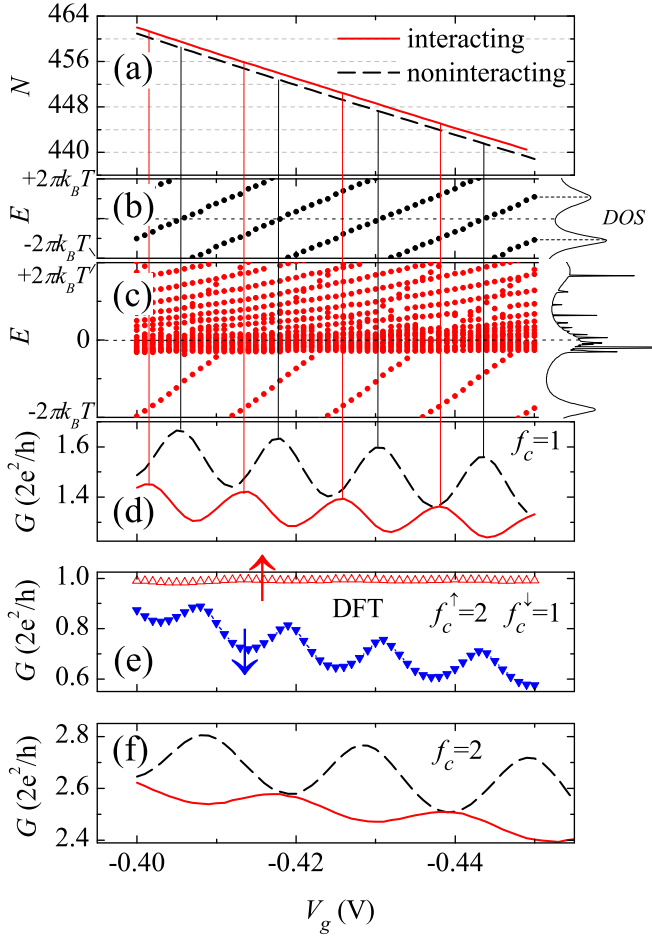 464
456
448
440
N
(a)
interacting
noninteracting
+2πk_BT
E
-2πk_BT
(b)
DOS
+2πk_BT
E
0
-2πk_BT
(c)
1.6
1.4
G (2e²/h)
(d)
f_c=1
1.0
0.8
0.6
G (2e²/h)
(e)
DFT
f_c^↑=2 f_c^↓=1
2.8
2.6
2.4
G (2e²/h)
(f)
f_c=2
-0.40 -0.42 -0.44
V_g (V)